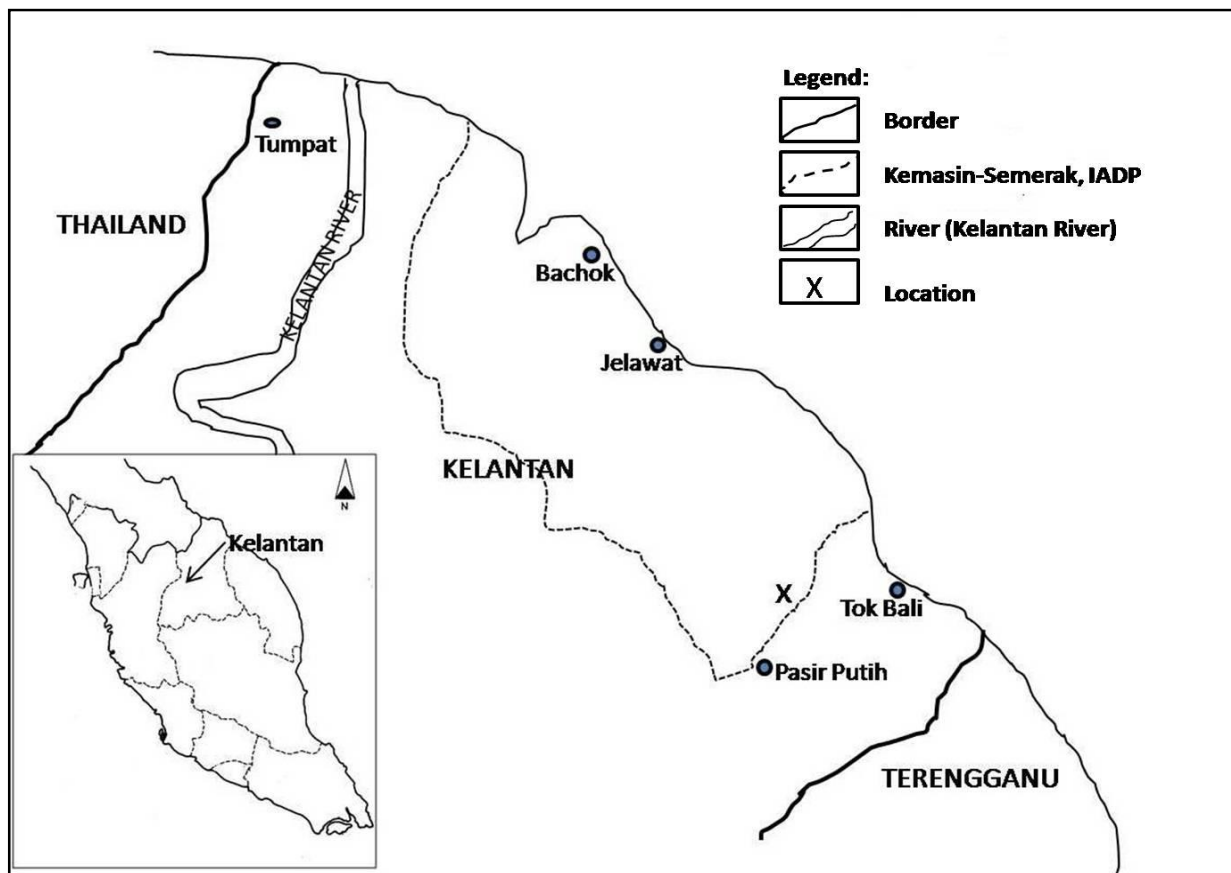 Legend:
Border
Kemasin-Semerak, IADP
River (Kelantan River)
X
Location
Tumpat
THAILAND
KELANTAN RIVER
Bachok
Jelawat
KELANTAN
N
Kelantan
X
Tok Bali
Pasir Putih
TERENGGANU